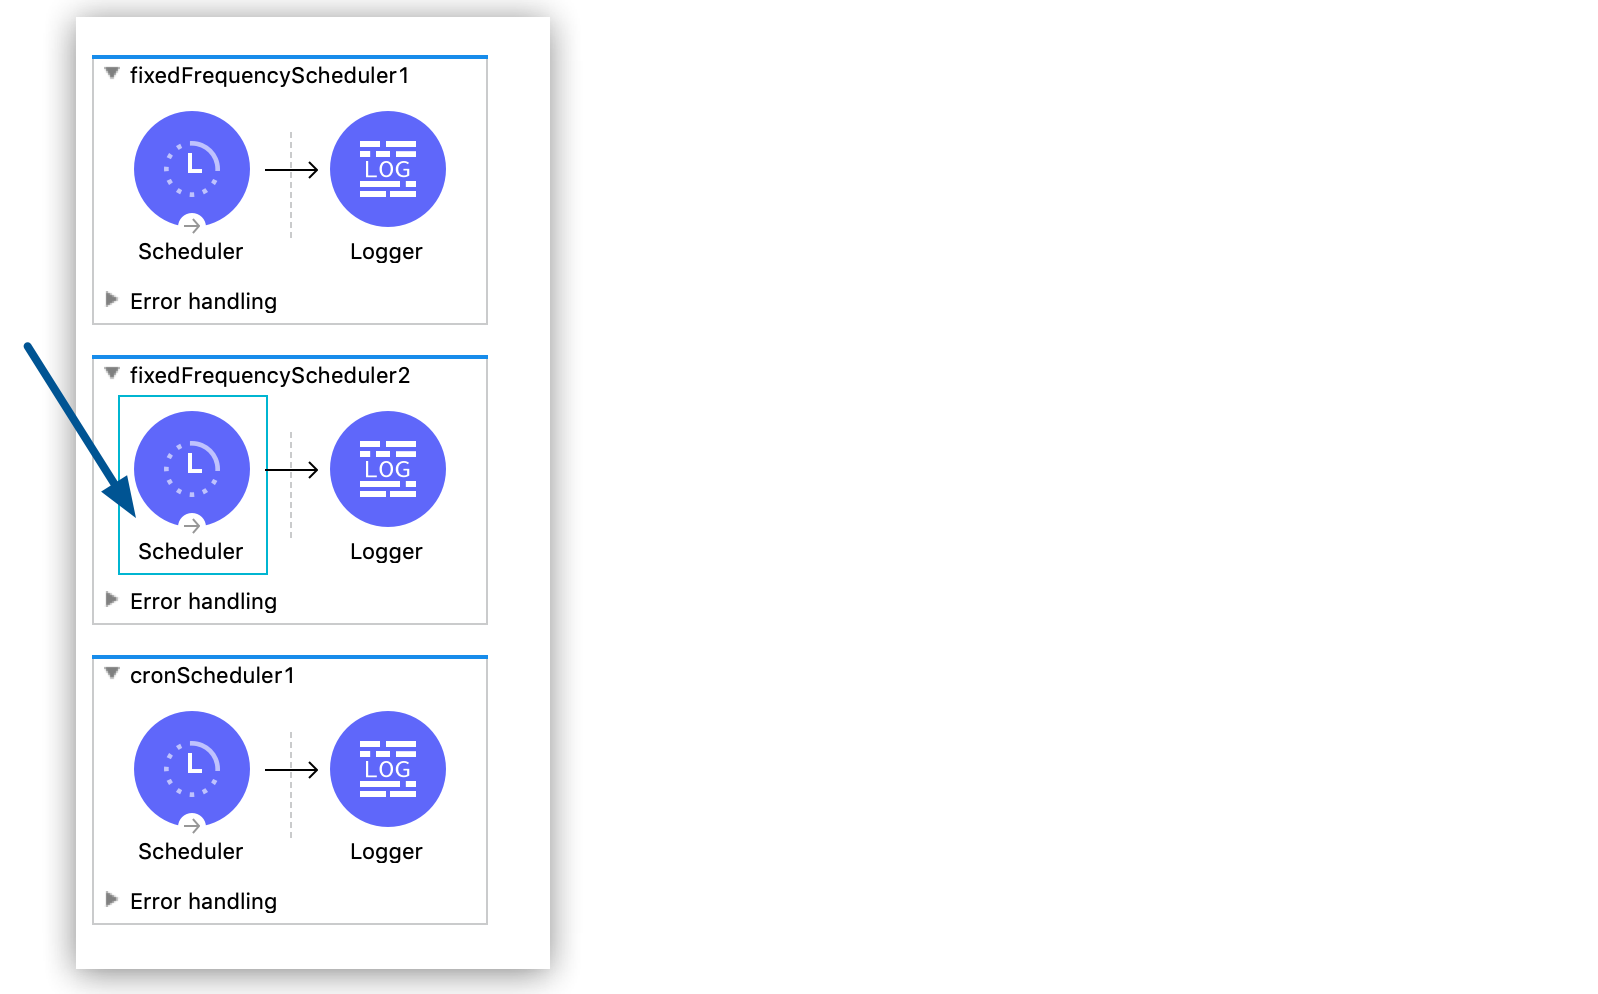 fixedFrequencyScheduler1
LOG
Scheduler
Logger
Error handling
fixedFrequencyScheduler2
LOG
Scheduler
Logger
Error handling
cronScheduler1
LOG
Scheduler
Logger
Error handling